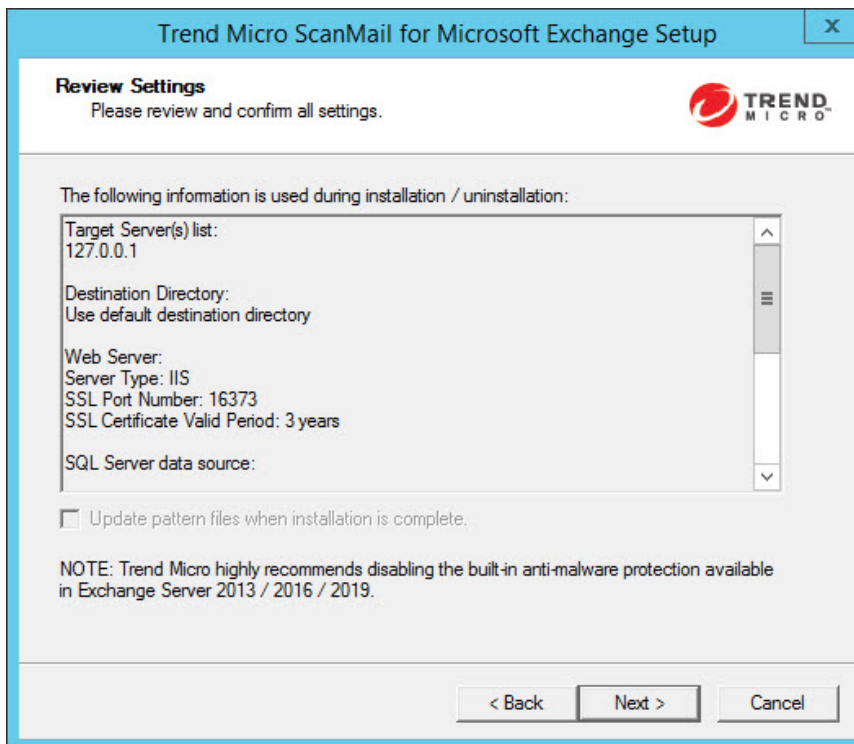 Trend Micro ScanMail for Microsoft Exchange Setup
x
Review Settings
Please review and confirm all settings.
TREND
MICRO™
The following information is used during installation / uninstallation:
Target Server(s) list:
127.0.0.1
Destination Directory:
Use default destination directory
Web Server:
Server Type: IIS
SSL Port Number: 16373
SSL Certificate Valid Period: 3 years
SQL Server data source:
Update pattern files when installation is complete.
NOTE: Trend Micro highly recommends disabling the built-in anti-malware protection available
in Exchange Server 2013 / 2016 / 2019.
< Back
Next >
Cancel